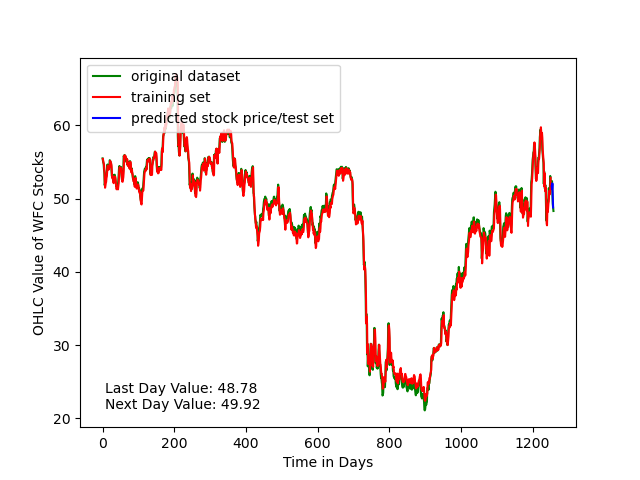 original dataset
training set
predicted stock price/test set
OHLC Value of WFC Stocks
60
50
40
30
20
Last Day Value: 48.78
Next Day Value: 49.92
0 200 400 600 800 1000 1200
Time in Days